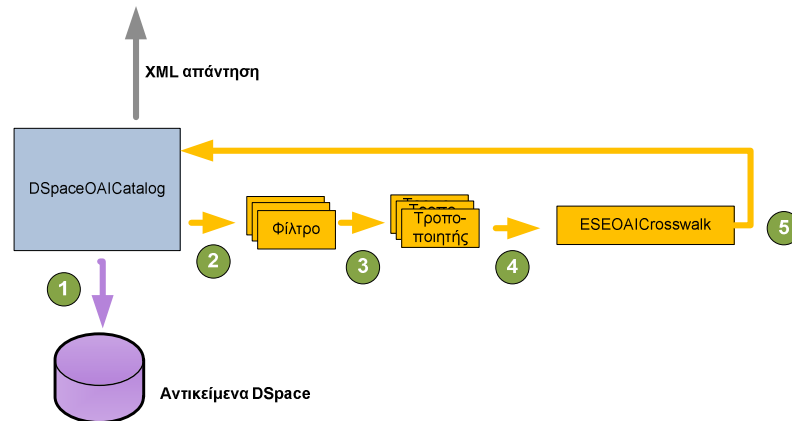 XML απάντηση
DSpaceOAICatalog
Φίλτρο
Τροπο-
ποιητής
ESEOAICrosswalk
1
2
3
4
5
Αντικείμενα DSpace